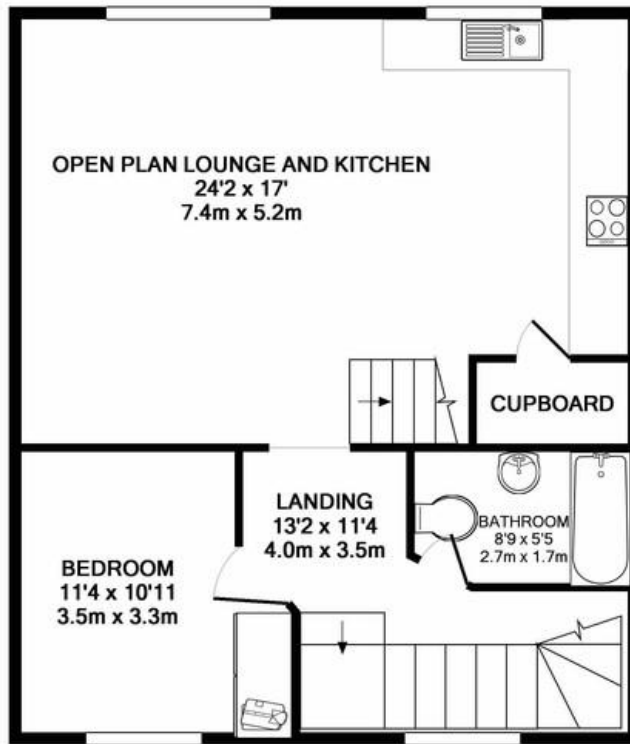 OPEN PLAN LOUNGE AND KITCHEN
24'2 x 17'
7.4m x 5.2m
CUPBOARD
LANDING
13'2 x 11'4
4.0m x 3.5m
BATHROOM
8'9 x 5'5
2.7m x 1.7m
BEDROOM
11'4 x 10'11
3.5m x 3.3m